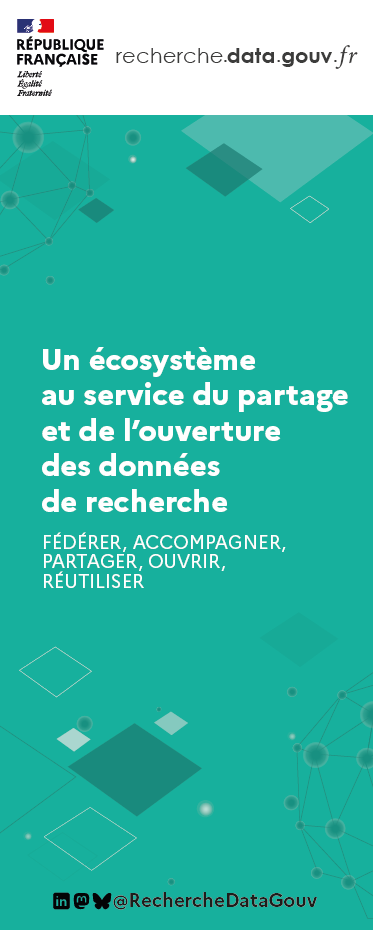 RÉPUBLIQUE
FRANÇAISE
Liberté
Égalité
Fraternité
recherche.data.gouv.fr
Un écosystème
au service du partage
et de l’ouverture
des données
de recherche
FÉDÉRER, ACCOMPAGNER,
PARTAGER, OUVRIR,
RÉUTILISER
@RechercheDataGouv